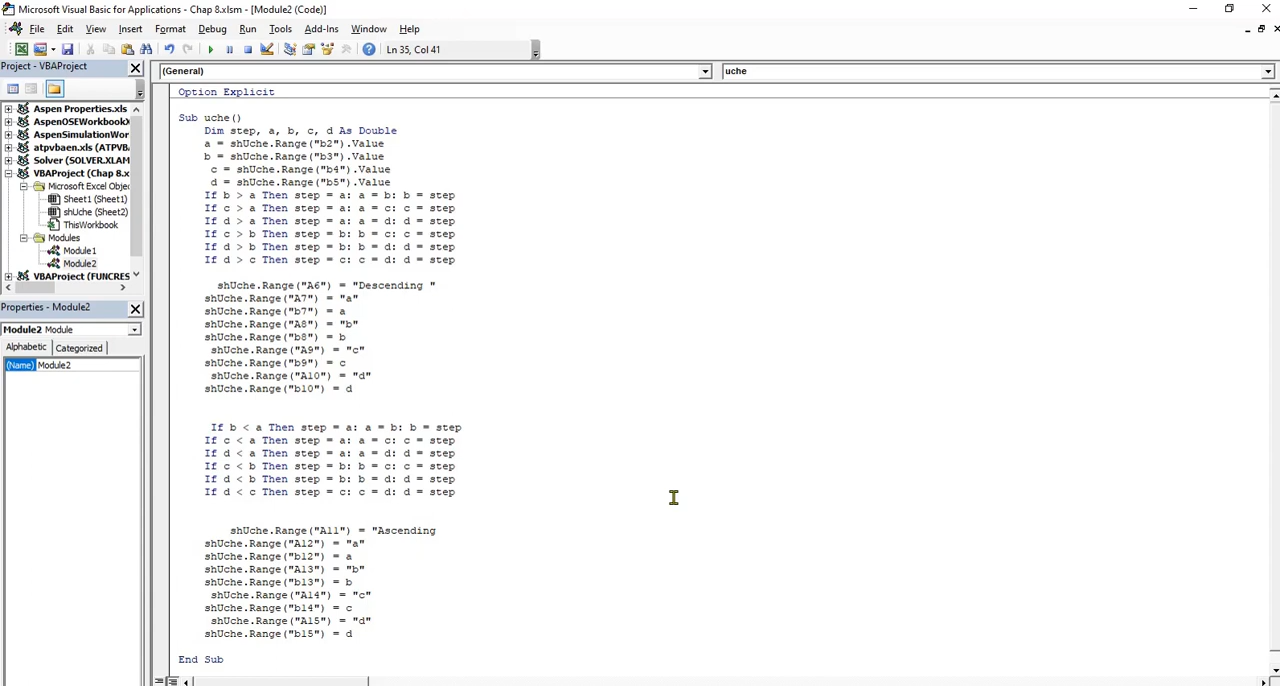 Microsoft Visual Basic for Applications - Chap 8.xlsm - [Module2 (Code)]
File Edit View Insert Format Debug Run Tools Add-Ins Window Help
Ln 35, Col 41
Project - VBAProject
(General)
uche
Aspen Properties.xls
AspenOSEWorkbookX
AspenSimulationWor
atpvbaen.xls (ATPVB
Solver (SOLVER.XLAM
VBAProject (Chap 8.x
Microsoft Excel Objec
Sheet1 (Sheet1)
shUche (Sheet2)
ThisWorkbook
Modules
Module1
Module2
VBAProject (FUNCRES
Properties - Module2
Module2 Module
Alphabetic Categorized
(Name) Module2
Option Explicit
Sub uche()
Dim step, a, b, c, d As Double
a = shUche.Range("b2").Value
b = shUche.Range("b3").Value
c = shUche.Range("b4").Value
d = shUche.Range("b5").Value
If b > a Then step = a: a = b: b = step
If c > a Then step = a: a = c: c = step
If d > a Then step = a: a = d: d = step
If c > b Then step = b: b = c: c = step
If d > b Then step = b: b = d: d = step
If d > c Then step = c: c = d: d = step
shUche.Range("A6") = "Descending "
shUche.Range("A7") = "a"
shUche.Range("b7") = a
shUche.Range("A8") = "b"
shUche.Range("b8") = b
shUche.Range("A9") = "c"
shUche.Range("b9") = c
shUche.Range("A10") = "d"
shUche.Range("b10") = d
If b < a Then step = a: a = b: b = step
If c < a Then step = a: a = c: c = step
If d < a Then step = a: a = d: d = step
If c < b Then step = b: b = c: c = step
If d < b Then step = b: b = d: d = step
If d < c Then step = c: c = d: d = step
shUche.Range("A11") = "Ascending
shUche.Range("A12") = "a"
shUche.Range("b12") = a
shUche.Range("A13") = "b"
shUche.Range("b13") = b
shUche.Range("A14") = "c"
shUche.Range("b14") = c
shUche.Range("A15") = "d"
shUche.Range("b15") = d
End Sub